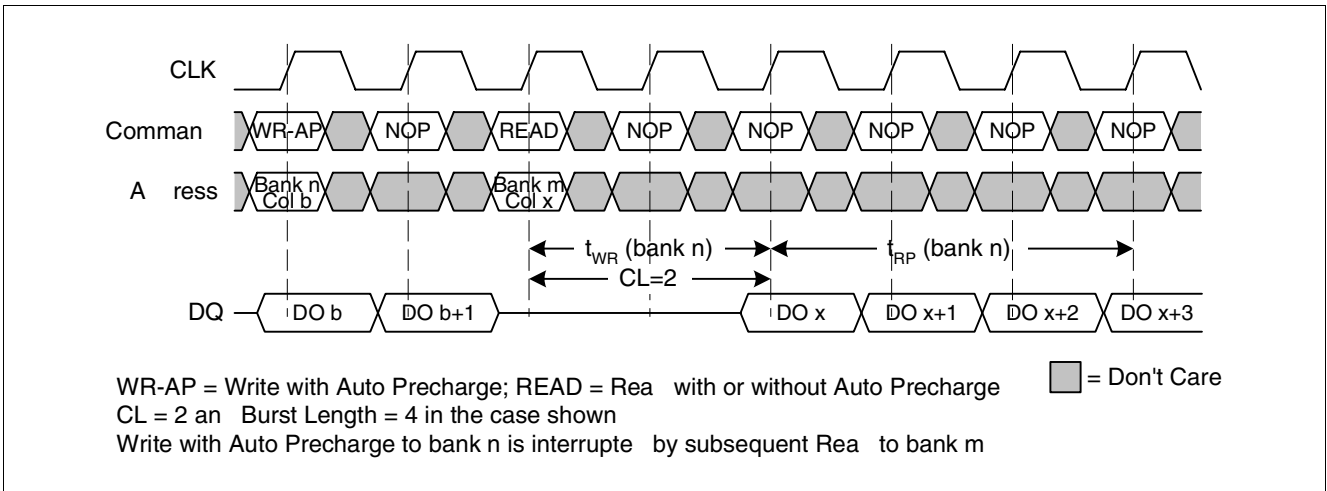 CLK
Comman WR-AP NOP READ NOP NOP NOP NOP NOP
A ress Bank n Col b Bank m Col x
tWR (bank n) tRP (bank n)
CL=2
DQ DO b DO b+1 DO x DO x+1 DO x+2 DO x+3
WR-AP = Write with Auto Precharge; READ = Rea with or without Auto Precharge
= Don't Care
CL = 2 an Burst Length = 4 in the case shown
Write with Auto Precharge to bank n is interrupte by subsequent Rea to bank m